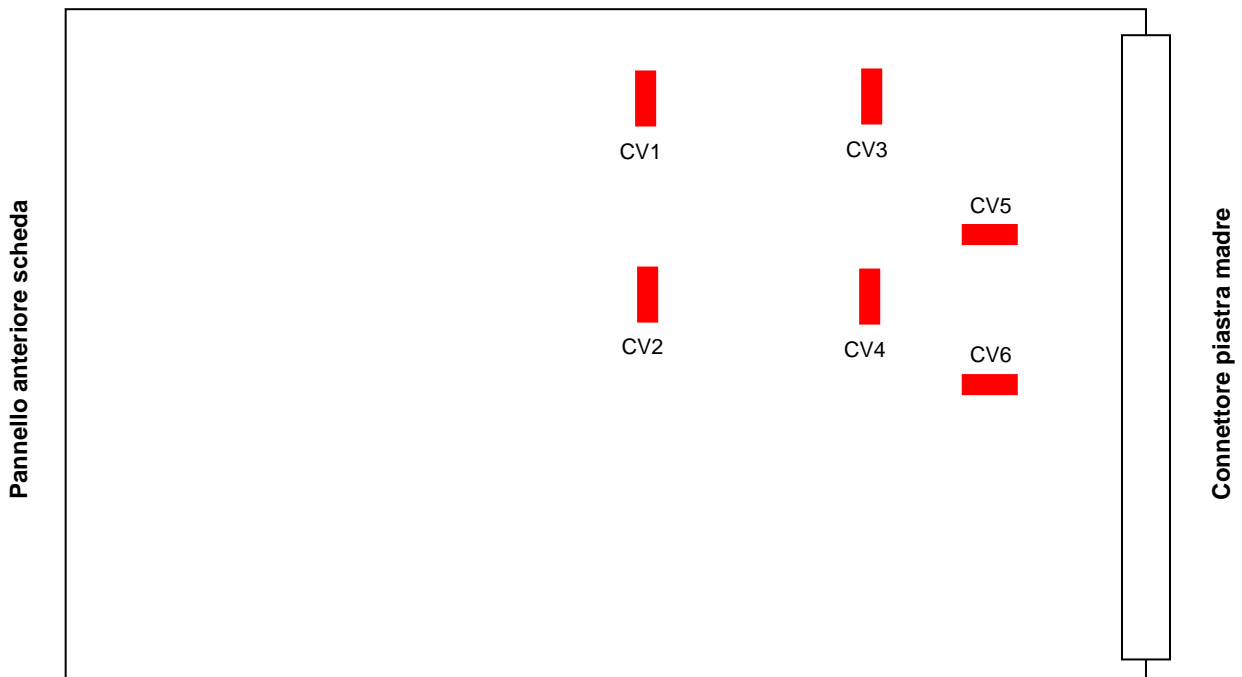 Pannello anteriore scheda
CV1
CV3
CV5
CV2
CV4
CV6
Connettore piastra madre